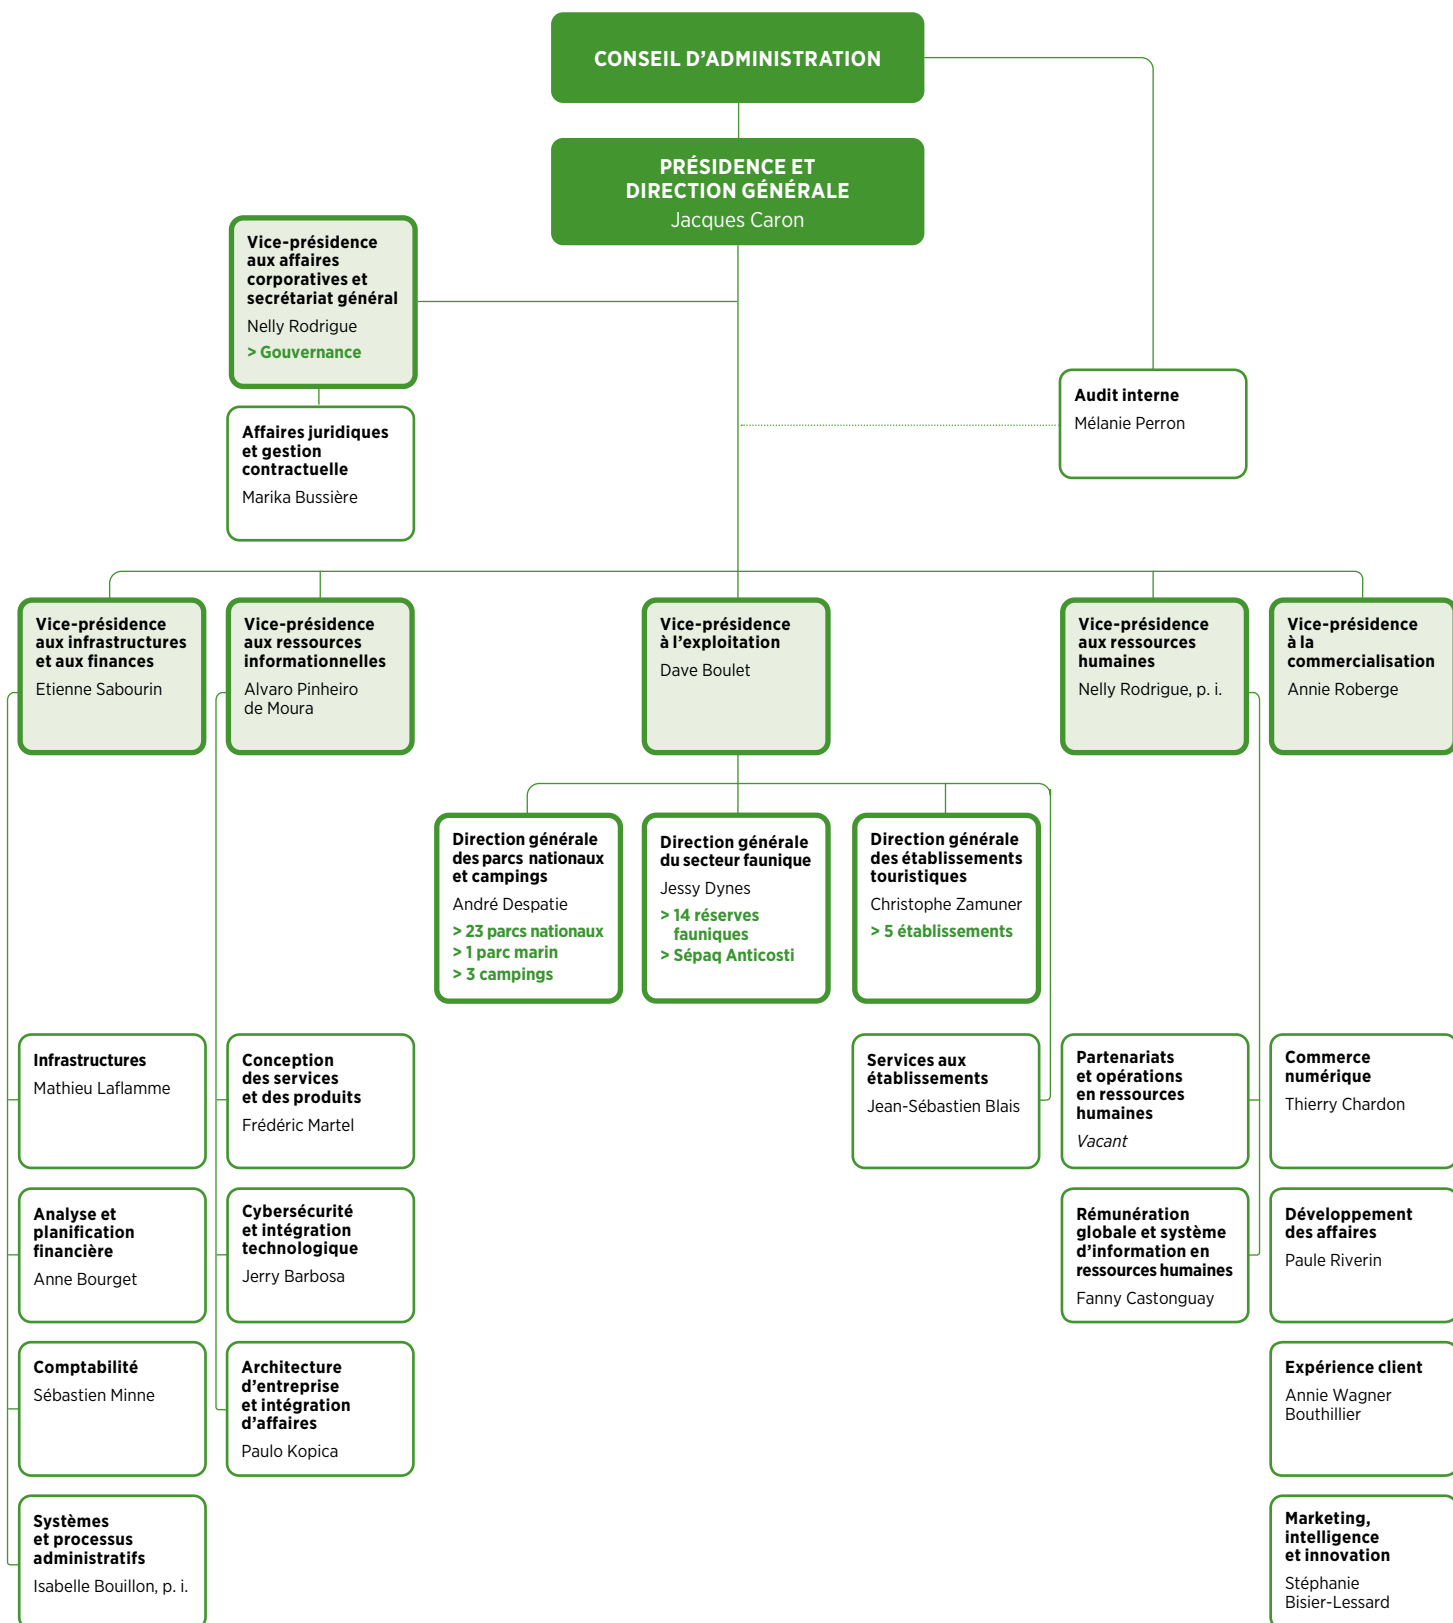 CONSEIL D’ADMINISTRATION
PRÉSIDENCE ET
DIRECTION GÉNÉRALE
Jacques Caron
Vice-présidence
aux affaires
corporatives et
secrétariat général
Nelly Rodrigue
> Gouvernance
Affaires juridiques
et gestion
contractuelle
Marika Bussière
Audit interne
Mélanie Perron
Vice-présidence
aux infrastructures
et aux finances
Etienne Sabourin
Vice-présidence
aux ressources
informationnelles
Alvaro Pinheiro
de Moura
Vice-présidence
à l’exploitation
Dave Boulet
Vice-présidence
aux ressources
humaines
Nelly Rodrigue, p. i.
Vice-présidence
à la
commercialisation
Annie Roberge
Direction générale
des parcs nationaux
et campings
André Despatie
> 23 parcs nationaux
> 1 parc marin
> 3 campings
Direction générale
du secteur faunique
Jessy Dynes
> 14 réserves
fauniques
> Sépaq Anticosti
Direction générale
des établissements
touristiques
Christophe Zamuner
> 5 établissements
Infrastructures
Mathieu Laflamme
Conception
des services
et des produits
Frédéric Martel
Services aux
établissements
Jean-Sébastien Blais
Partenariats
et opérations
en ressources
humaines
Vacant
Commerce
numérique
Thierry Chardon
Analyse et
planification
financière
Anne Bourget
Cybersécurité
et intégration
technologique
Jerry Barbosa
Rémunération
globale et système
d’information en
ressources humaines
Fanny Castonguay
Développement
des affaires
Paule Riverin
Comptabilité
Sébastien Minne
Architecture
d’entreprise
et intégration
d’affaires
Paulo Kopica
Expérience client
Annie Wagner
Bouthillier
Systèmes
et processus
administratifs
Isabelle Bouillon, p. i.
Marketing,
intelligence
et innovation
Stéphanie
Bisier-Lessard